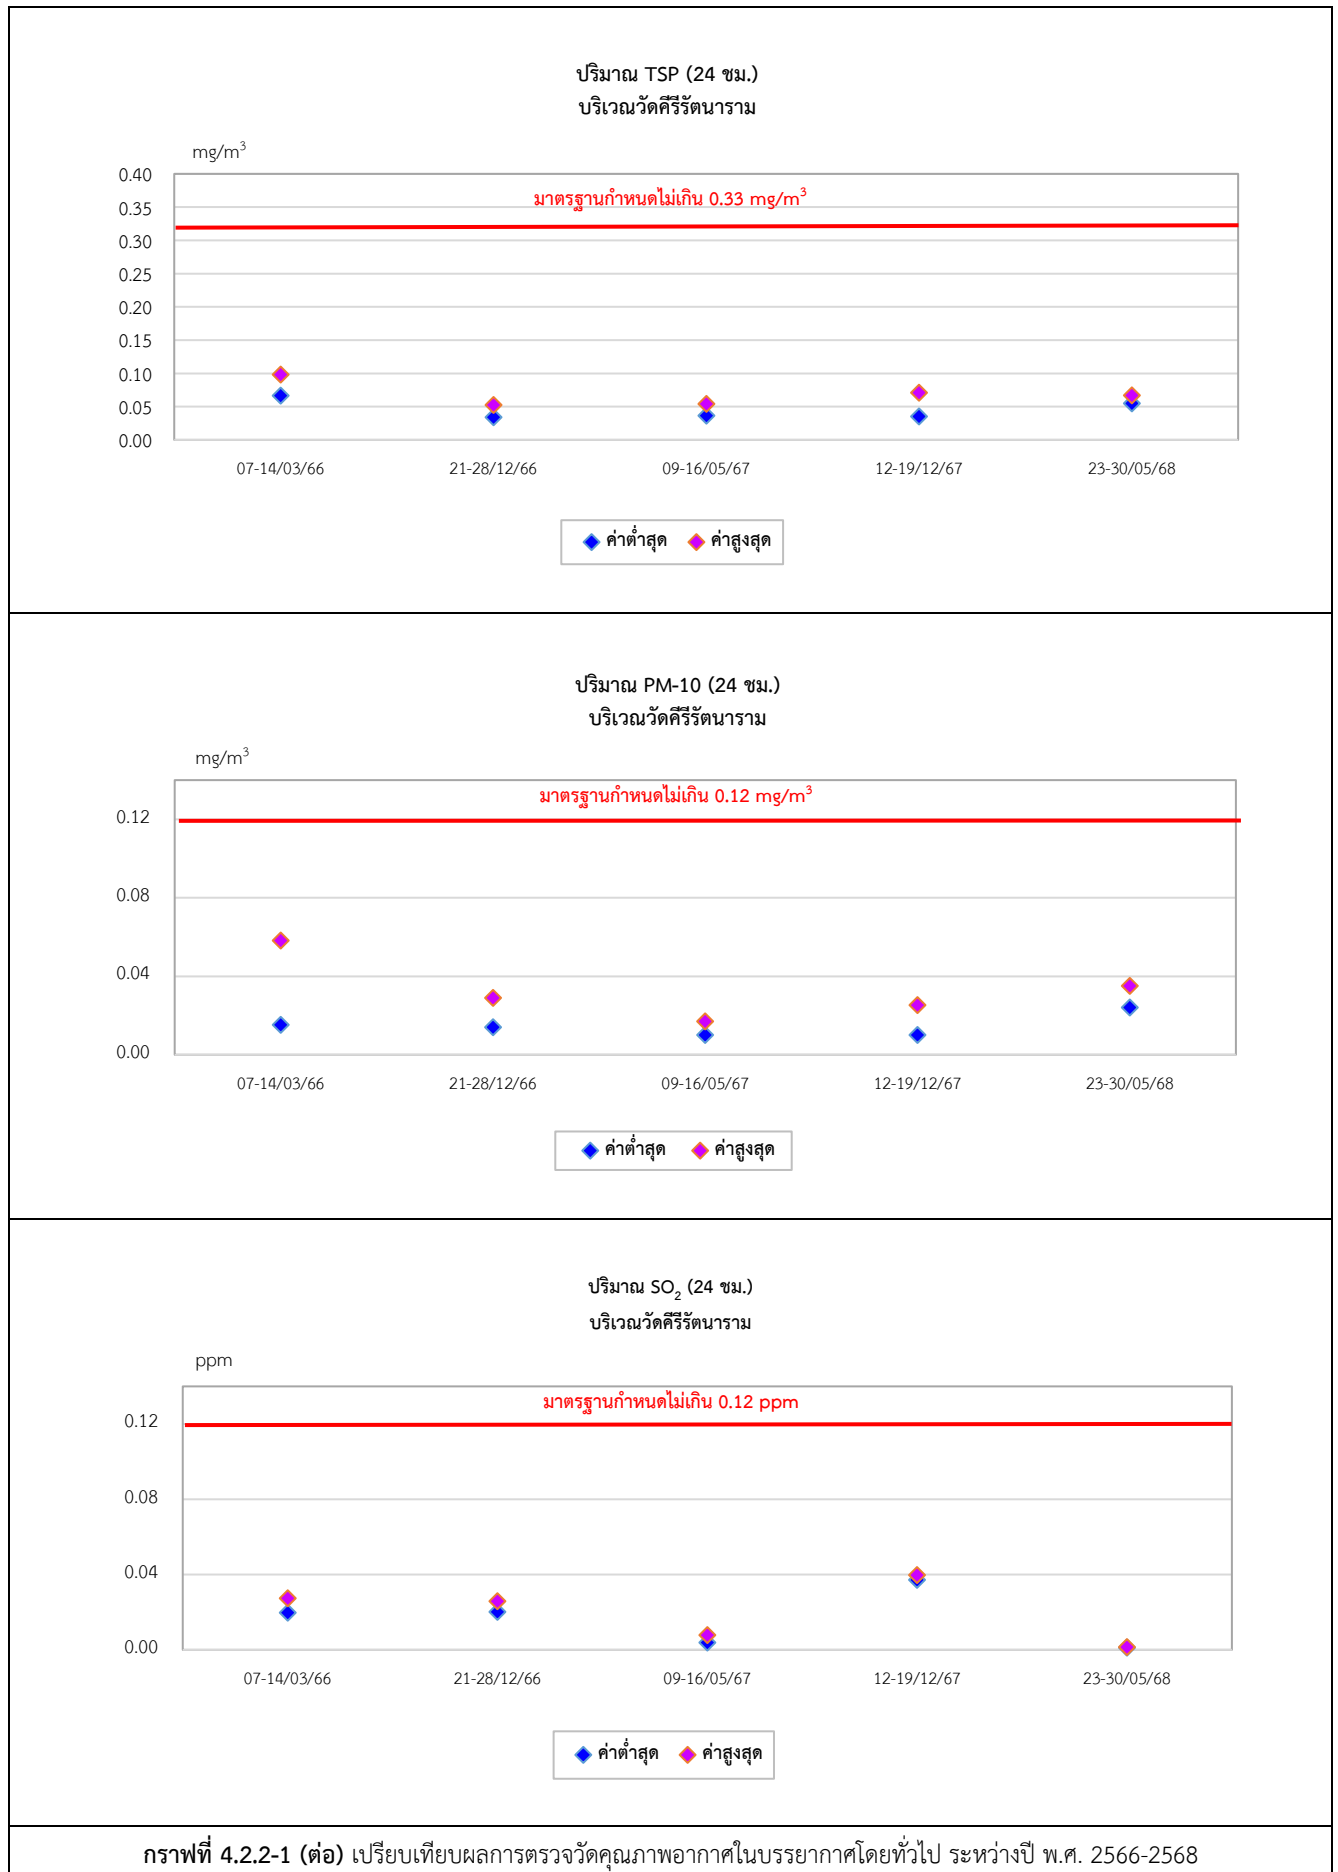 ปริมาณ TSP (24 ชม.)
บริเวณวัดคีรีรัตนาราม
mg/m³
มาตรฐานกำหนดไม่เกิน 0.33 mg/m³
0.40
0.35
0.30
0.25
0.20
0.15
0.10
0.05
0.00
07-14/03/66 21-28/12/66 09-16/05/67 12-19/12/67 23-30/05/68
ค่าต่ำสุด ค่าสูงสุด
ปริมาณ PM-10 (24 ชม.)
บริเวณวัดคีรีรัตนาราม
mg/m³
มาตรฐานกำหนดไม่เกิน 0.12 mg/m³
0.12
0.08
0.04
0.00
07-14/03/66 21-28/12/66 09-16/05/67 12-19/12/67 23-30/05/68
ค่าต่ำสุด ค่าสูงสุด
ปริมาณ SO₂ (24 ชม.)
บริเวณวัดคีรีรัตนาราม
ppm
มาตรฐานกำหนดไม่เกิน 0.12 ppm
0.12
0.08
0.04
0.00
07-14/03/66 21-28/12/66 09-16/05/67 12-19/12/67 23-30/05/68
ค่าต่ำสุด ค่าสูงสุด
กราฟที่ 4.2.2-1 (ต่อ) เปรียบเทียบผลการตรวจวัดคุณภาพอากาศในบรรยากาศโดยทั่วไป ระหว่างปี พ.ศ. 2566-2568